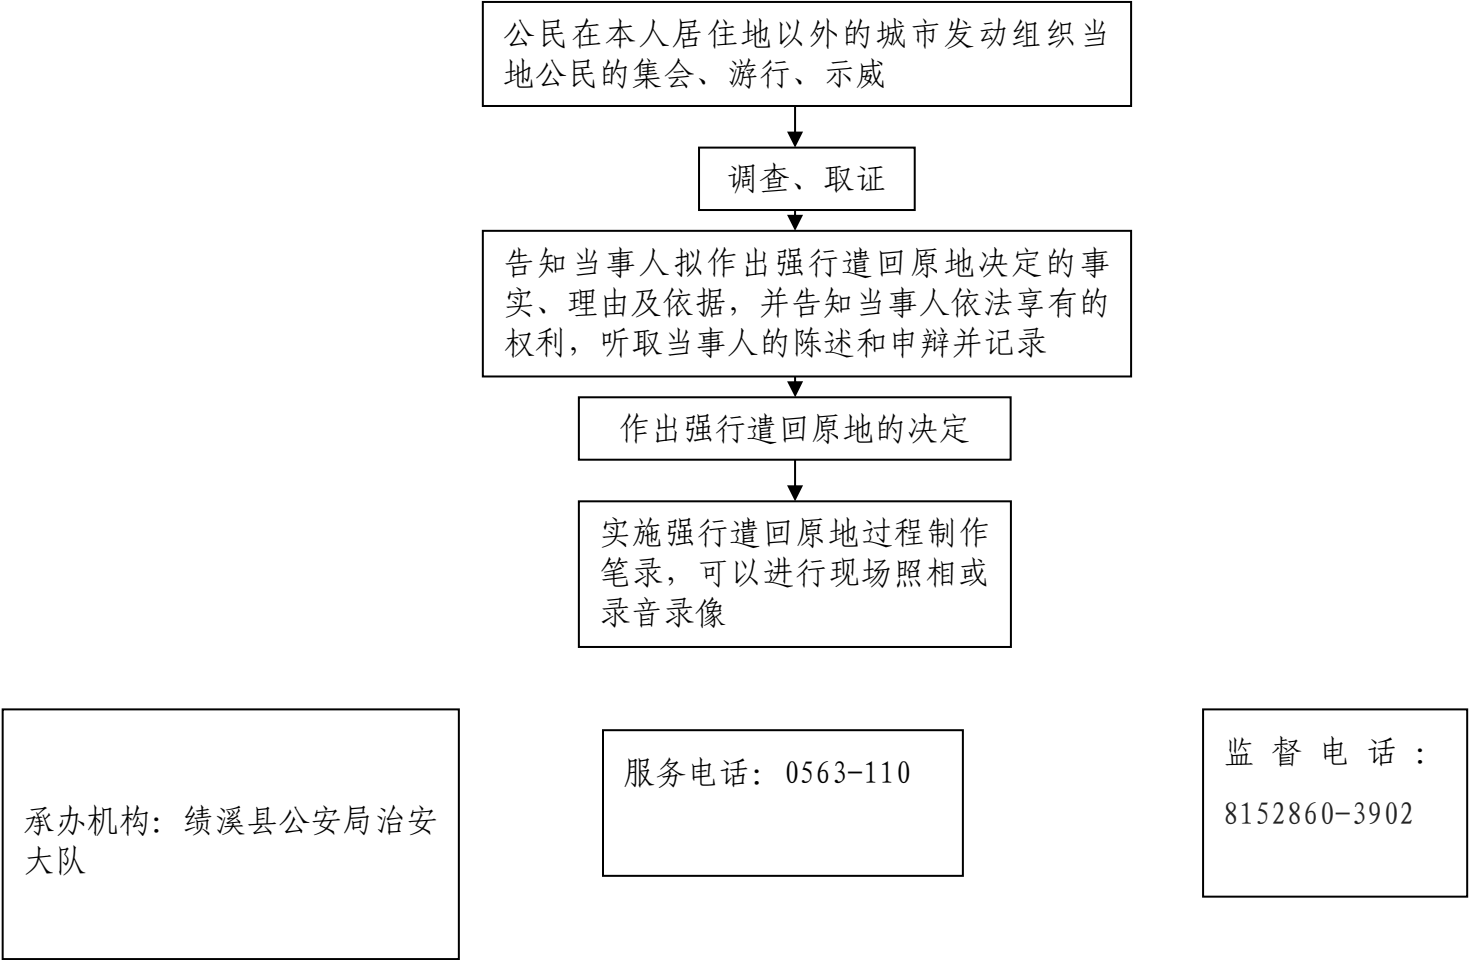 公民在本人居住地以外的城市发动组织当
地公民的集会、游行、示威
调查、取证
告知当事人拟作出强行遣回原地决定的事
实、理由及依据，并告知当事人依法享有的
权利，听取当事人的陈述和申辩并记录
作出强行遣回原地的决定
实施强行遣回原地过程制作
笔录，可以进行现场照相或
录音录像
承办机构：绩溪县公安局治安
大队
服务电话：0563-110
监督电话：
8152860-3902